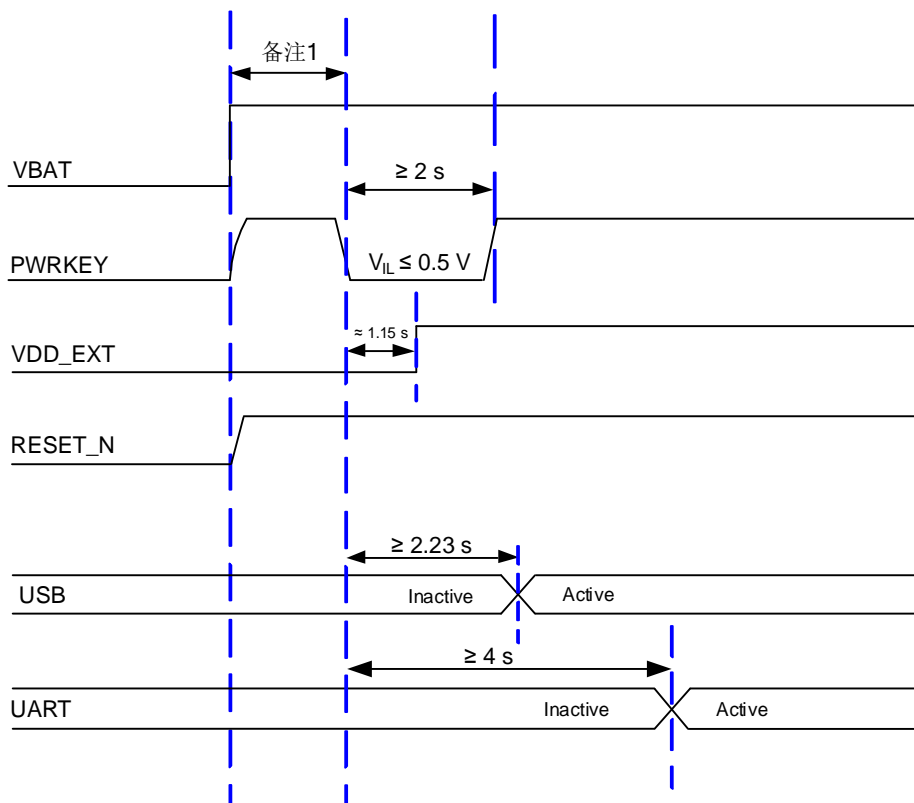 备注1
VBAT
≥ 2 s
PWRKEY
VIL ≤ 0.5 V
≈ 1.15 s
VDD_EXT
RESET_N
≥ 2.23 s
USB
Inactive
Active
≥ 4 s
UART
Inactive
Active